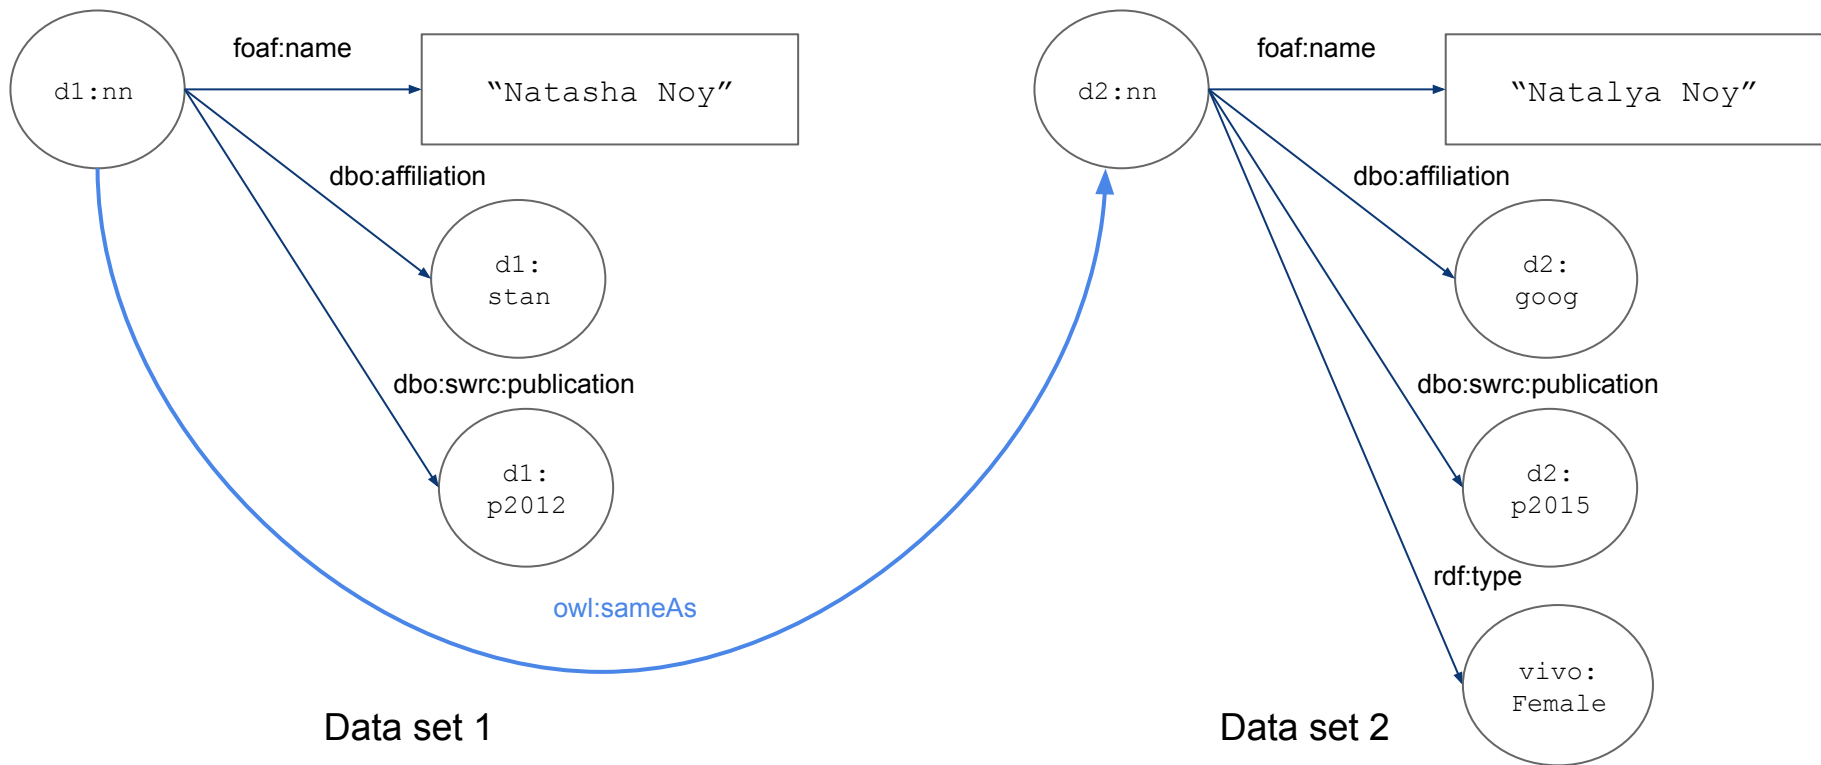 d1:nn
foaf:name
“Natasha Noy”
dbo:affiliation
d1:
stan
dbo:swrc:publication
d1:
p2012
owl:sameAs
Data set 1
d2:nn
foaf:name
“Natalya Noy”
dbo:affiliation
d2:
goog
dbo:swrc:publication
d2:
p2015
rdf:type
vivo:
Female
Data set 2